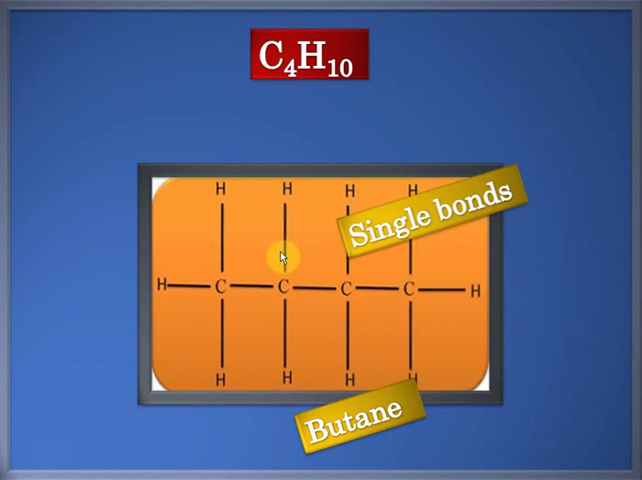 C₄H₁₀
H H H H
Single bonds
H C C C C H
H H H H
Butane